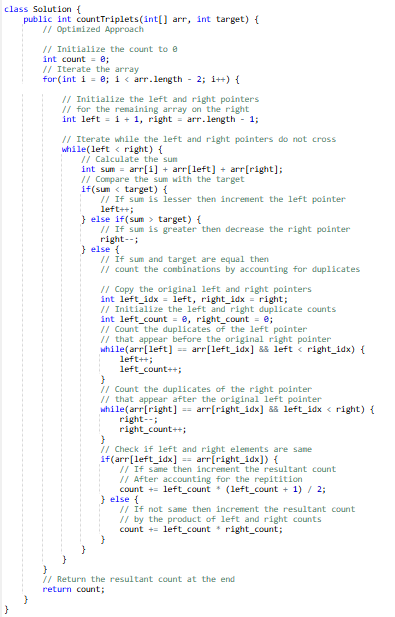 class Solution {
    public int countTriplets(int[] arr, int target) {
        // Optimized Approach

        // Initialize the count to 0
        int count = 0;
        // Iterate the array
        for(int i = 0; i < arr.length - 2; i++) {

            // Initialize the left and right pointers
            // for the remaining array on the right
            int left = i + 1, right = arr.length - 1;

            // Iterate while the left and right pointers do not cross
            while(left < right) {
                // Calculate the sum
                int sum = arr[i] + arr[left] + arr[right];
                // Compare the sum with the target
                if(sum < target) {
                    // If sum is lesser then increment the left pointer
                    left++;
                } else if(sum > target) {
                    // If sum is greater then decrease the right pointer
                    right--;
                } else {
                    // If sum and target are equal then
                    // count the combinations by accounting for duplicates

                    // Copy the original left and right pointers
                    int left_idx = left, right_idx = right;
                    // Initialize the left and right duplicate counts
                    int left_count = 0, right_count = 0;
                    // Count the duplicates of the left pointer
                    // that appear before the original right pointer
                    while(arr[left] == arr[left_idx] && left < right_idx) {
                        left++;
                        left_count++;
                    }
                    // Count the duplicates of the right pointer
                    // that appear after the original left pointer
                    while(arr[right] == arr[right_idx] && left_idx < right) {
                        right--;
                        right_count++;
                    }
                    // Check if left and right elements are same
                    if(arr[left_idx] == arr[right_idx]) {
                        // If same then increment the resultant count
                        // After accounting for the repitition
                        count += left_count * (left_count + 1) / 2;
                    } else {
                        // If not same then increment the resultant count
                        // by the product of left and right counts
                        count += left_count * right_count;
                    }
                }
            }
        }
        // Return the resultant count at the end
        return count;
    }
}